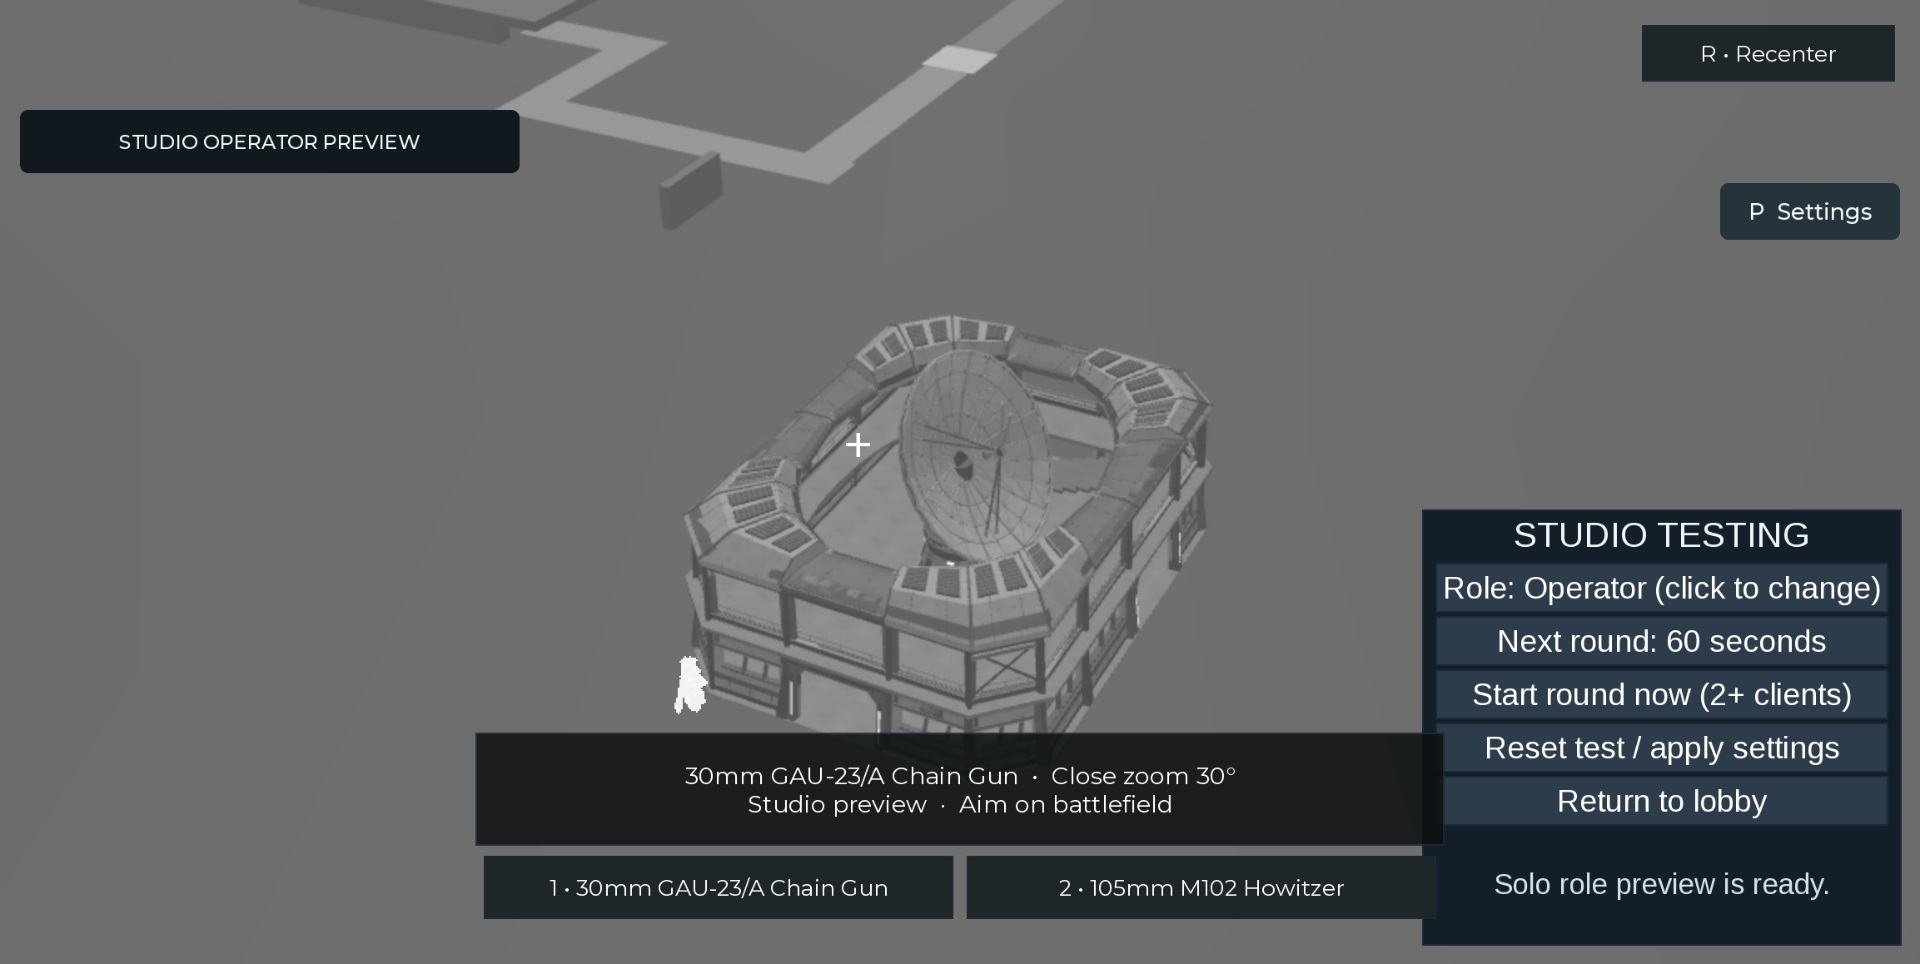 R • Recenter
STUDIO OPERATOR PREVIEW
P Settings
STUDIO TESTING
Role: Operator (click to change)
Next round: 60 seconds
Start round now (2+ clients)
Reset test / apply settings
Return to lobby
Solo role preview is ready.
30mm GAU-23/A Chain Gun • Close zoom 30°
Studio preview • Aim on battlefield
1 • 30mm GAU-23/A Chain Gun
2 • 105mm M102 Howitzer